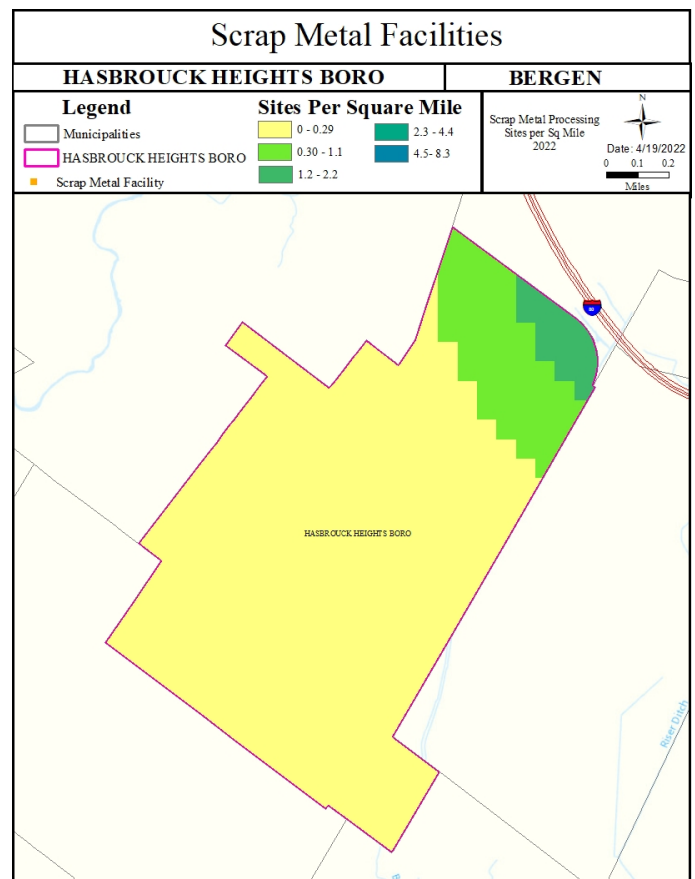 Scrap Metal Facilities
HASBROUCK HEIGHTS BORO
BERGEN
Legend
Municipalities
HASBROUCK HEIGHTS BORO
Scrap Metal Facility
Sites Per Square Mile
0 - 0.29
0.30 - 1.1
1.2 - 2.2
2.3 - 4.4
4.5- 8.3
Scrap Metal Processing
Sites per Sq Mile
2022
N
Date: 4/19/2022
0 0.1 0.2
Miles
80
HASBROUCK HEIGHTS BORO
Riser Ditch